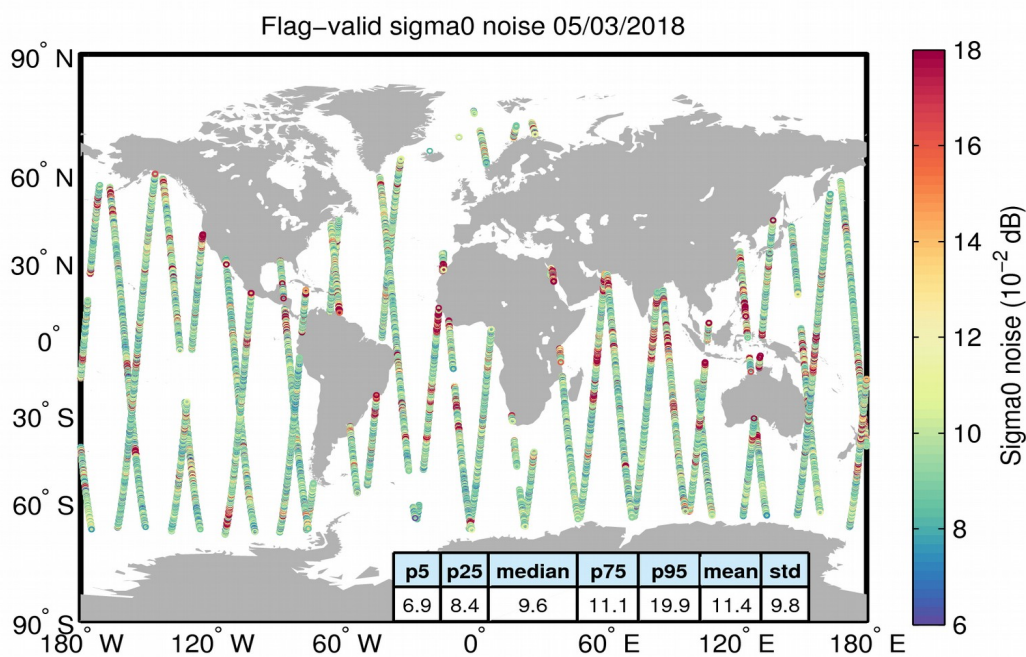 Flag−valid sigma0 noise 05/03/2018
90° N
60° N
30° N
0°
30° S
60° S
90° S
180° W
120° W
60° W
0°
60° E
120° E
180° E
p5 p25 median p75 p95 mean std
6.9 8.4 9.6 11.1 19.9 11.4 9.8
18
16
14
12
10
8
6
Sigma0 noise (10⁻² dB)